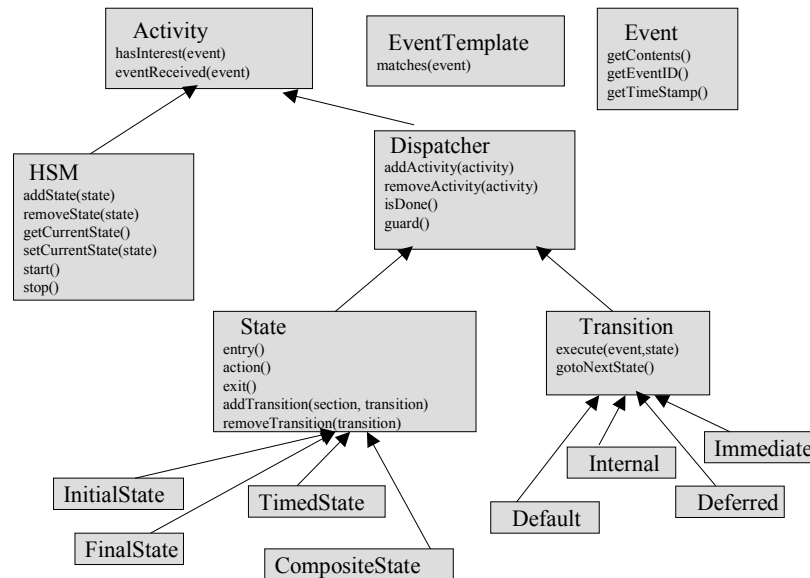 Activity
hasInterest(event)
eventReceived(event)
EventTemplate
matches(event)
Event
getContents()
getEventID()
getTimeStamp()
HSM
addState(state)
removeState(state)
getCurrentState()
setCurrentState(state)
start()
stop()
Dispatcher
addActivity(activity)
removeActivity(activity)
isDone()
guard()
State
entry()
action()
exit()
addTransition(section, transition)
removeTransition(transition)
Transition
execute(event,state)
gotoNextState()
InitialState
FinalState
TimedState
CompositeState
Default
Internal
Deferred
Immediate